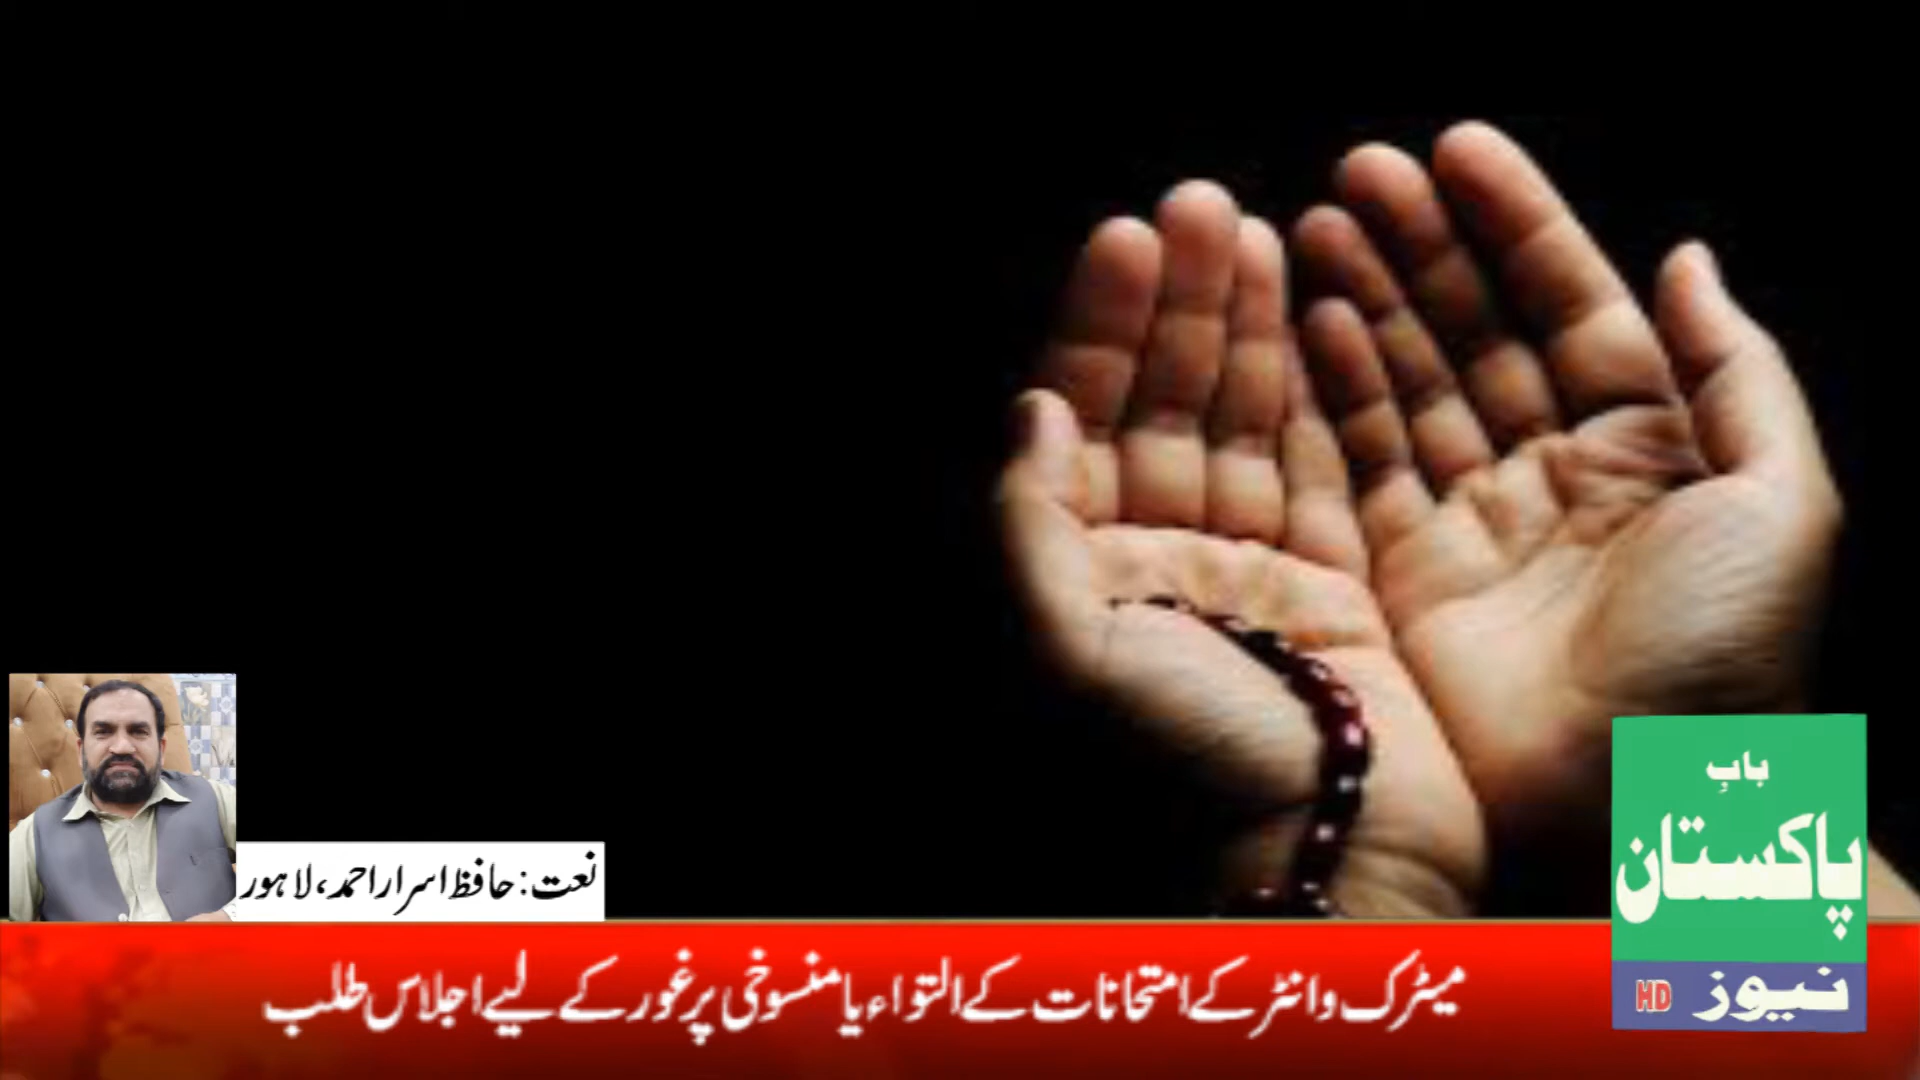 نعت: حافظ اسرار احمد، لاہور
میٹرک و انٹر کے امتحانات کے التواء یا منسوخی پر غور کے لیے اجلاس طلب
بابِ
پاکستان
نیوز HD